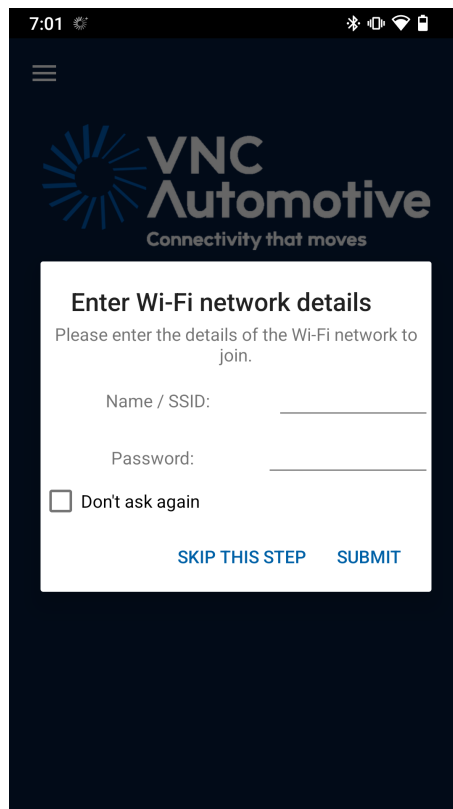 7:01
VNC
Automotive
Connectivity that moves
Enter Wi-Fi network details
Please enter the details of the Wi-Fi network to
join.
Name / SSID:
Password:
Don't ask again
SKIP THIS STEP SUBMIT